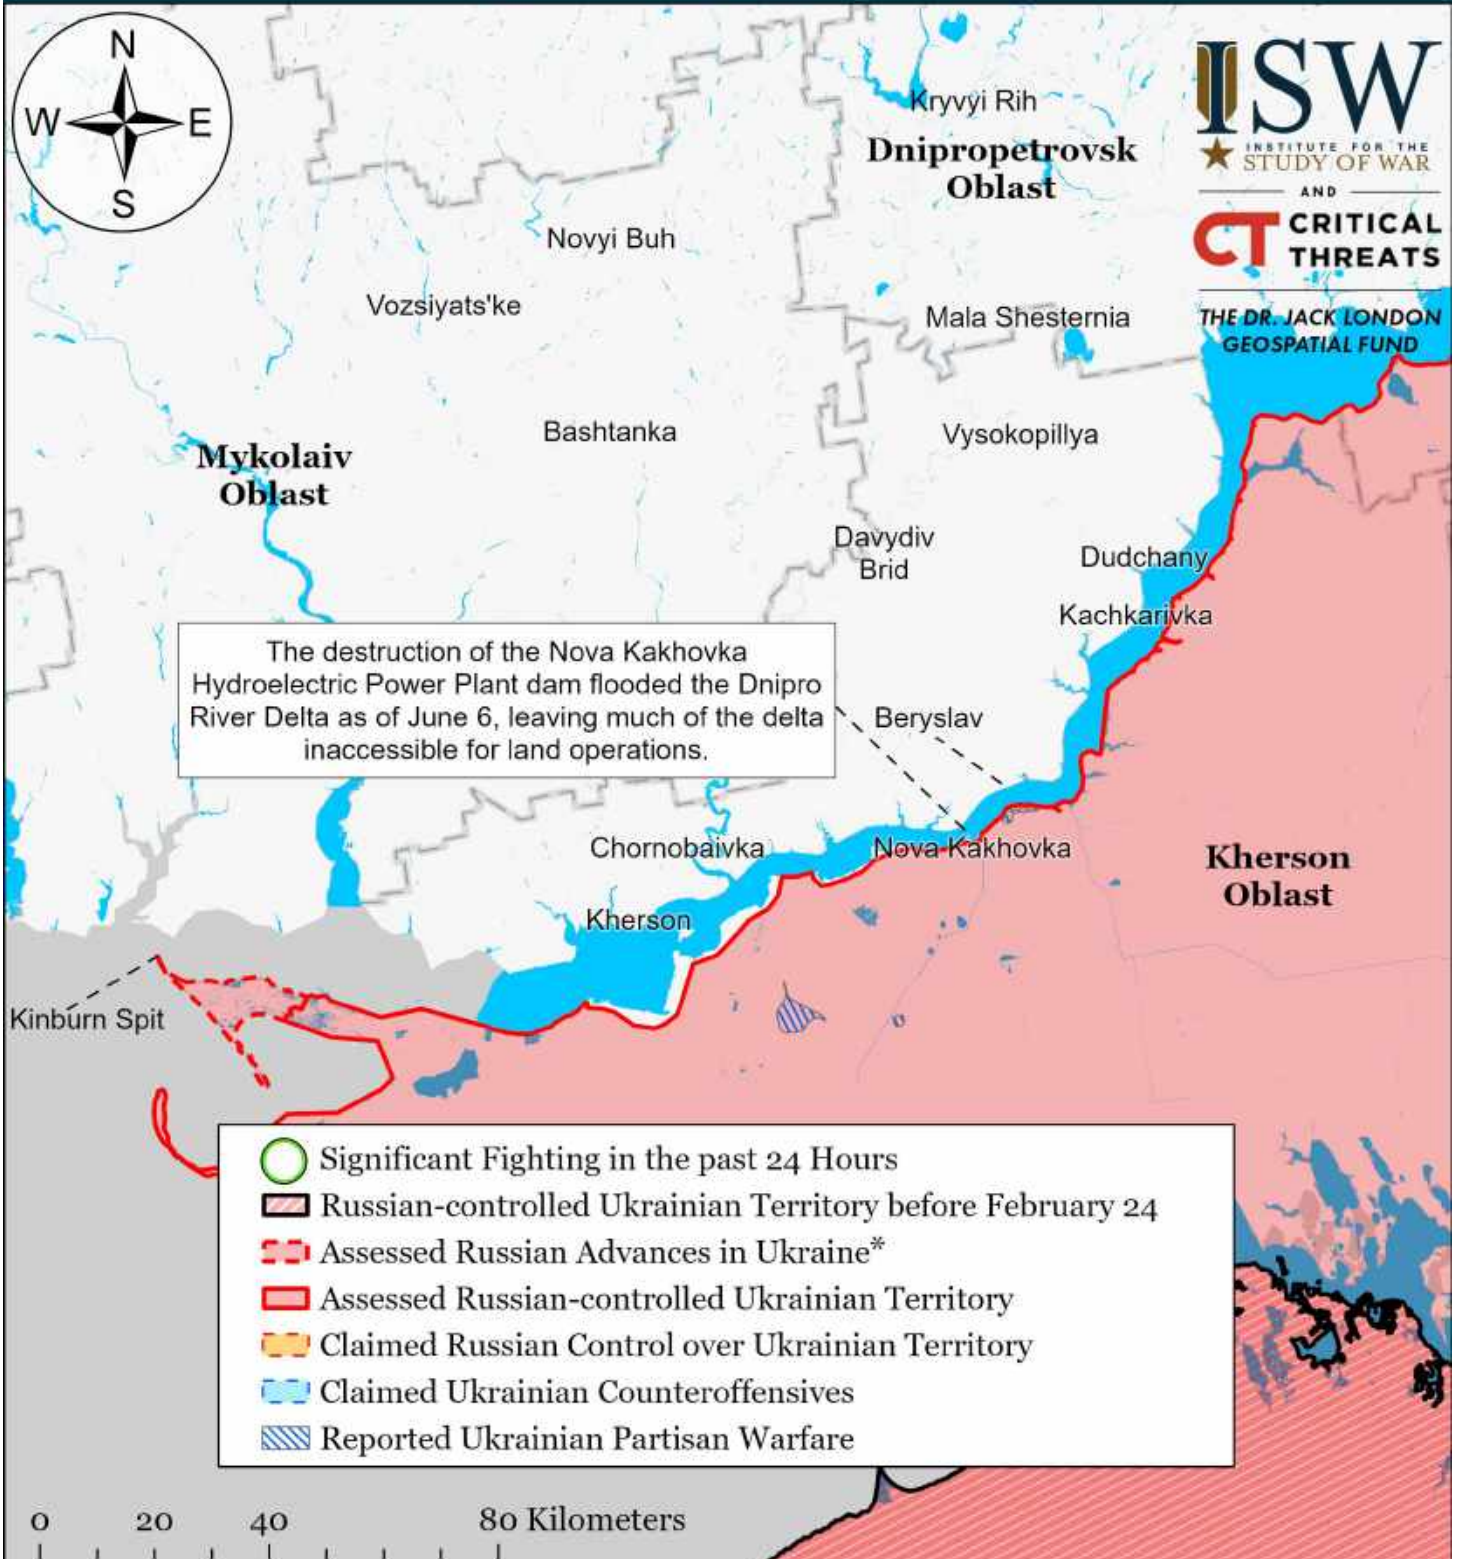 N
W E
S
ISW
INSTITUTE FOR THE
STUDY OF WAR
AND
CT CRITICAL
THREATS
THE DR. JACK LONDON
GEOSPATIAL FUND
Kryvyi Rih
Dnipropetrovsk
Oblast
Novyi Buh
Vozsiyats'ke
Mala Shesternia
Bashtanka
Vysokopillya
Mykolaiv
Oblast
Davydiv
Brid
Dudchany
Kachkarivka
The destruction of the Nova Kakhovka
Hydroelectric Power Plant dam flooded the Dnipro
River Delta as of June 6, leaving much of the delta
inaccessible for land operations.
Beryslav
Chornobaivka
Nova Kakhovka
Kherson
Oblast
Kherson
Kinburn Spit
Significant Fighting in the past 24 Hours
Russian-controlled Ukrainian Territory before February 24
Assessed Russian Advances in Ukraine*
Assessed Russian-controlled Ukrainian Territory
Claimed Russian Control over Ukrainian Territory
Claimed Ukrainian Counteroffensives
Reported Ukrainian Partisan Warfare
0 20 40 80 Kilometers